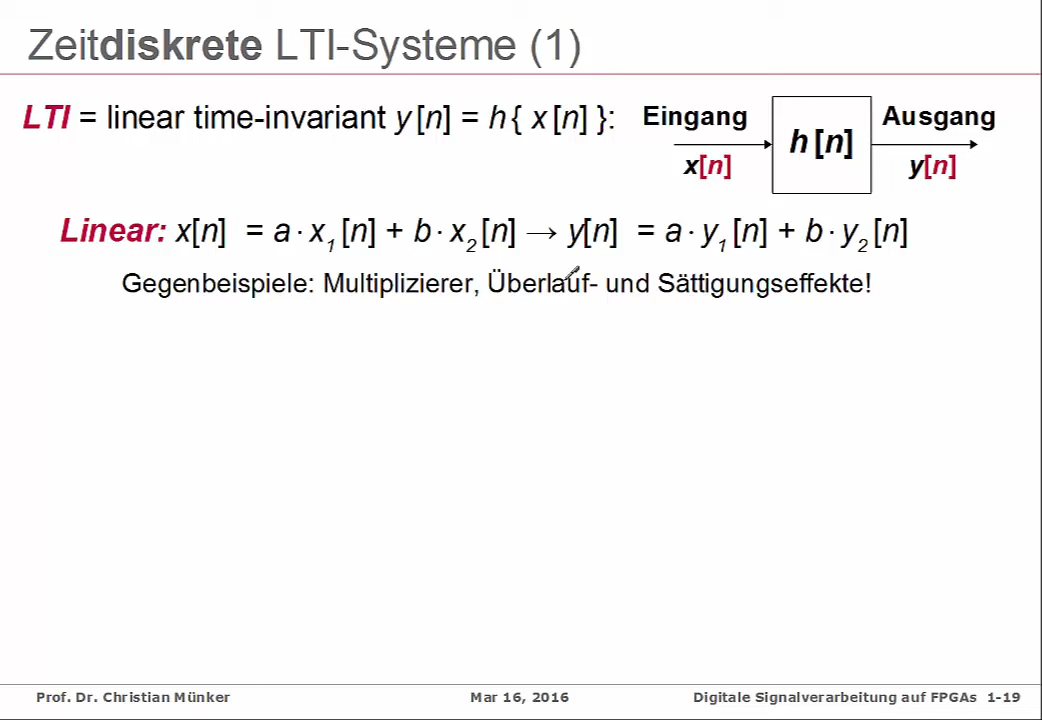 Zeitdiskrete LTI-Systeme (1)
LTI = linear time-invariant y[n] = h{ x[n] }:
Eingang
x[n]
h[n]
Ausgang
y[n]
Linear: x[n] = a· x₁[n] + b· x₂[n] → y[n] = a· y₁[n] + b· y₂[n]
Gegenbeispiele: Multiplizierer, Überlauf- und Sättigungseffekte!
Prof. Dr. Christian Münker
Mar 16, 2016
Digitale Signalverarbeitung auf FPGAs 1-19